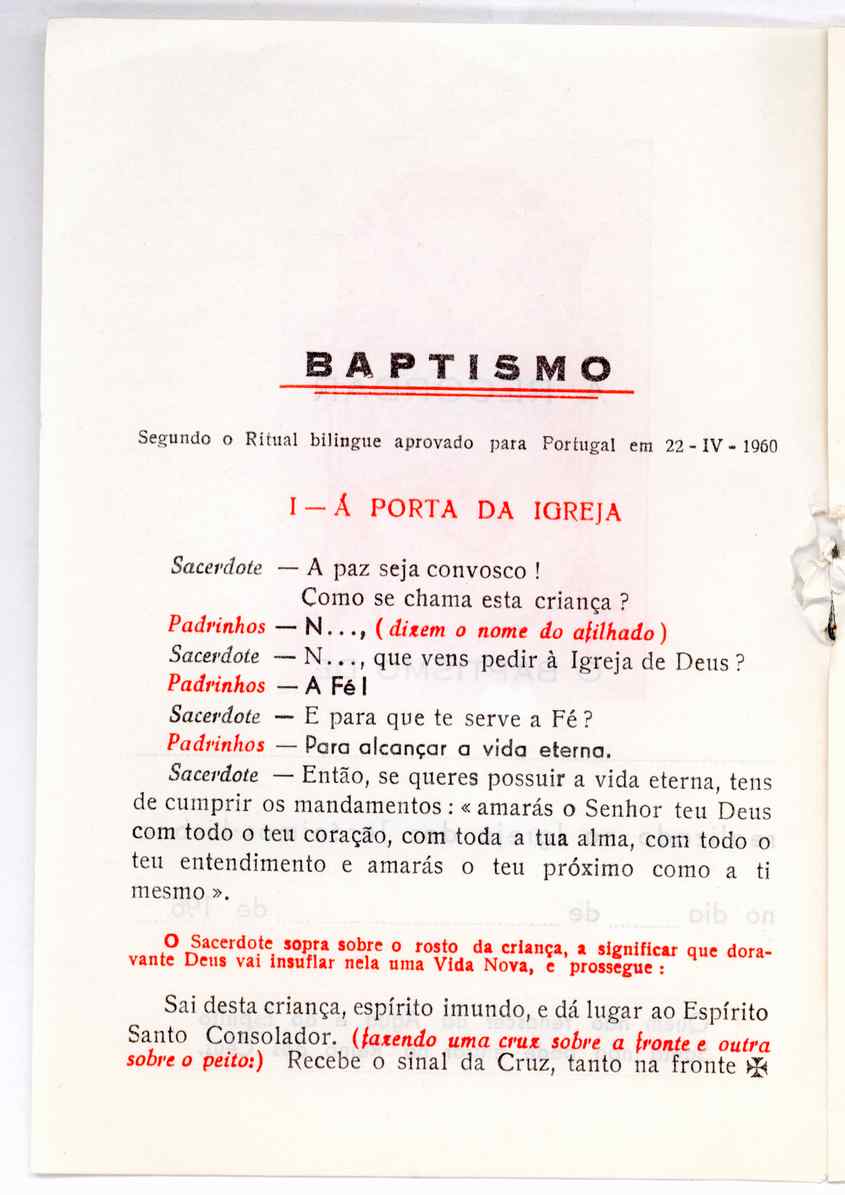 BAPTISMO
Segundo o Ritual bilingue aprovado para Portugal em 22 - IV - 1960
I — Á PORTA DA IGREJA
Sacerdote — A paz seja convosco !
Como se chama esta criança ?
Padrinhos — N..., ( dizem o nome do afilhado )
Sacerdote — N..., que vens pedir à Igreja de Deus ?
Padrinhos — A Fé !
Sacerdote — E para que te serve a Fé ?
Padrinhos — Para alcançar a vida eterna.
Sacerdote — Então, se queres possuir a vida eterna, tens
de cumprir os mandamentos : « amarás o Senhor teu Deus
com todo o teu coração, com toda a tua alma, com todo o
teu entendimento e amarás o teu próximo como a ti
mesmo ».
O Sacerdote sopra sobre o rosto da criança, a significar que dora-
vante Deus vai insuflar nela uma Vida Nova, e prossegue :
Sai desta criança, espírito imundo, e dá lugar ao Espírito
Santo Consolador. (fazendo uma cruz sobre a fronte e outra
sobre o peito:) Recebe o sinal da Cruz, tanto na fronte ✠